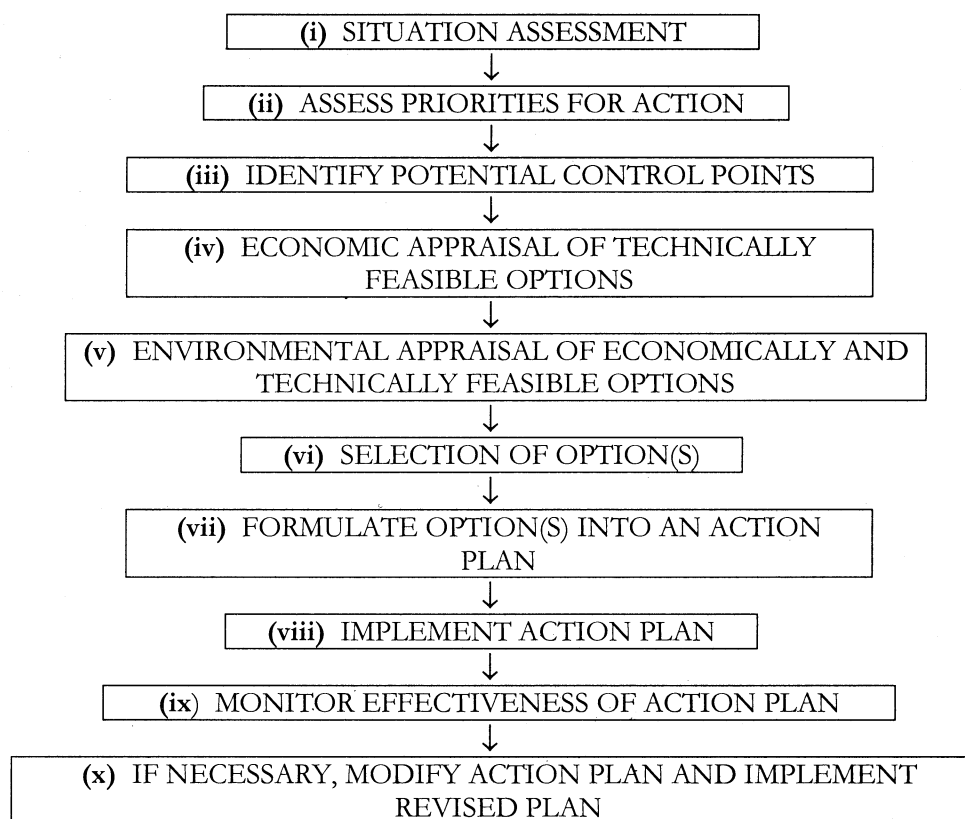 (i) SITUATION ASSESSMENT
↓
(ii) ASSESS PRIORITIES FOR ACTION
↓
(iii) IDENTIFY POTENTIAL CONTROL POINTS
↓
(iv) ECONOMIC APPRAISAL OF TECHNICALLY
FEASIBLE OPTIONS
↓
(v) ENVIRONMENTAL APPRAISAL OF ECONOMICALLY AND
TECHNICALLY FEASIBLE OPTIONS
↓
(vi) SELECTION OF OPTION(S)
↓
(vii) FORMULATE OPTION(S) INTO AN ACTION
PLAN
↓
(viii) IMPLEMENT ACTION PLAN
↓
(ix) MONITOR EFFECTIVENESS OF ACTION PLAN
↓
(x) IF NECESSARY, MODIFY ACTION PLAN AND IMPLEMENT
REVISED PLAN